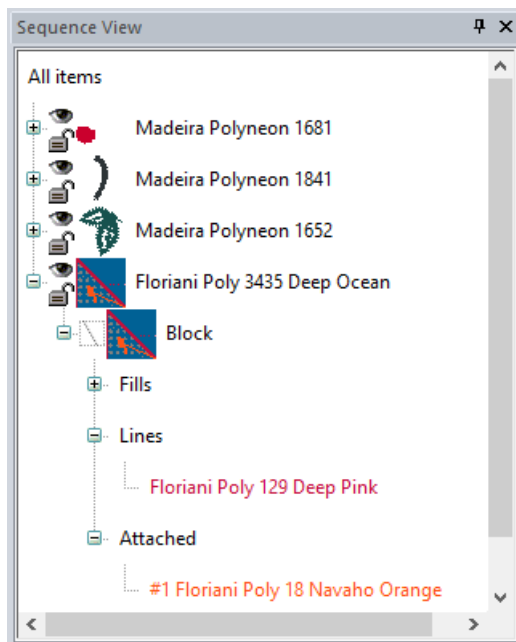 Sequence View
All items
Madeira Polyneon 1681
Madeira Polyneon 1841
Madeira Polyneon 1652
Floriani Poly 3435 Deep Ocean
Block
Fills
Lines
Floriani Poly 129 Deep Pink
Attached
#1 Floriani Poly 18 Navaho Orange